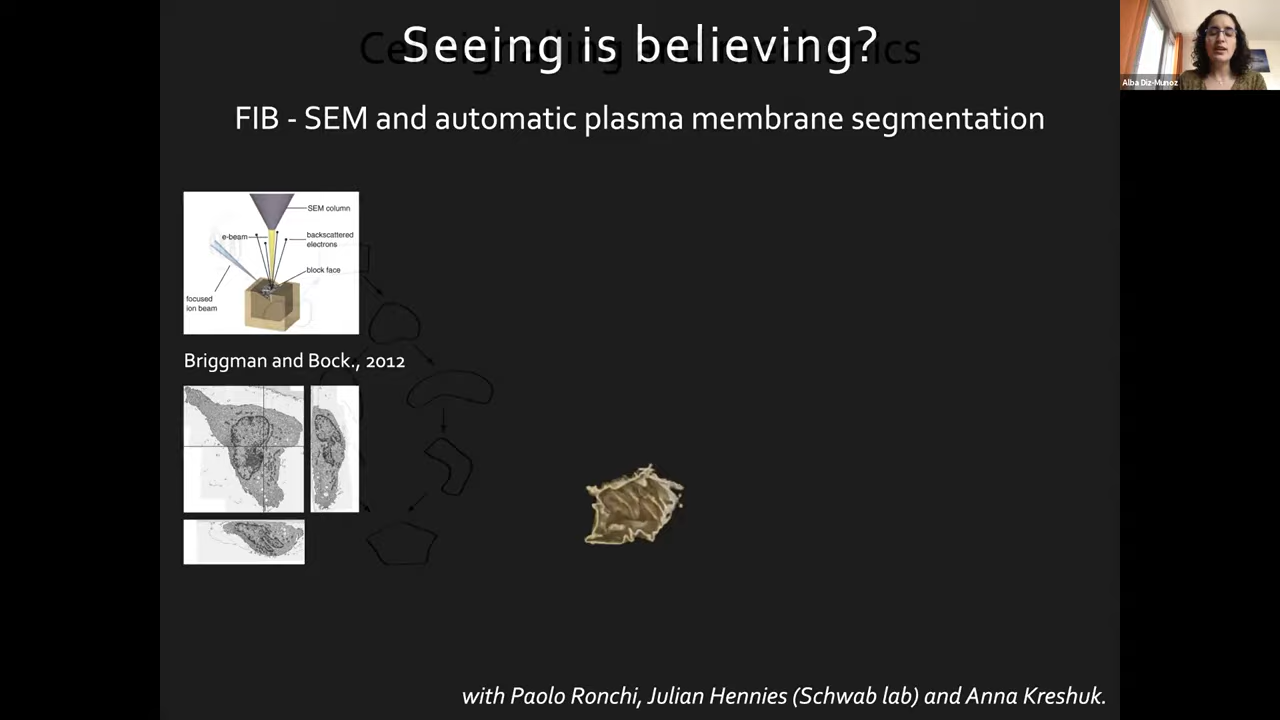 Seeing is believing?
FIB - SEM and automatic plasma membrane segmentation
SEM column
e-beam
backscattered
electrons
block face
focused
ion beam
Briggman and Bock., 2012
with Paolo Ronchi, Julian Hennies (Schwab lab) and Anna Kreshuk.
Alba Diz-Munoz